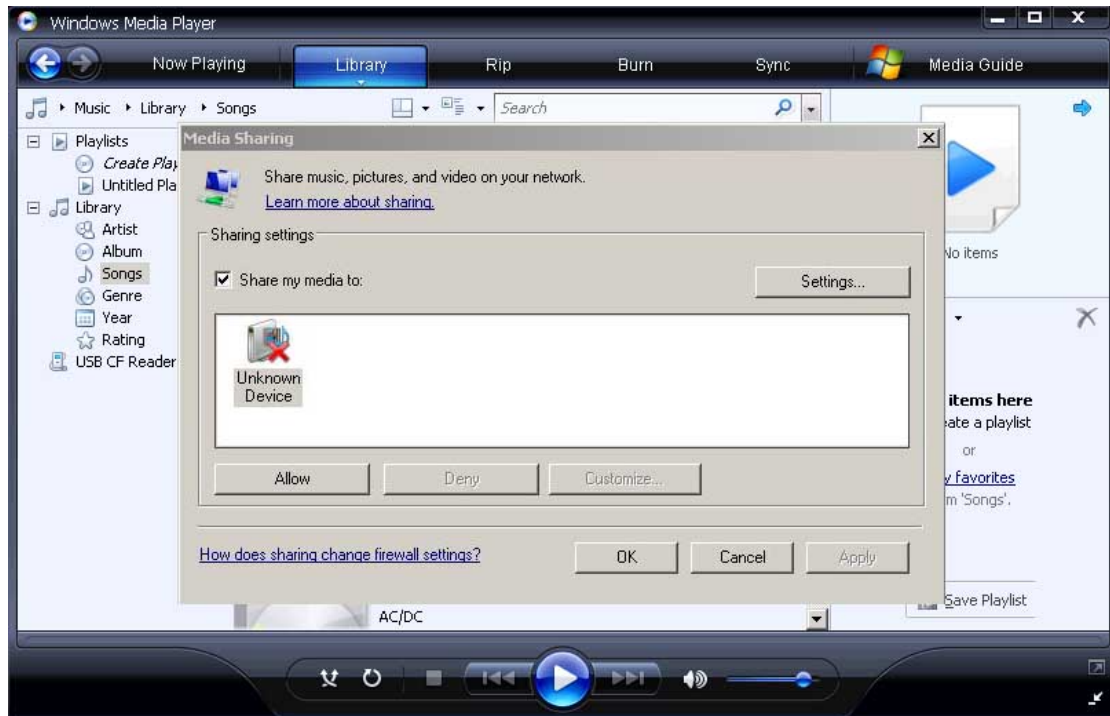 Windows Media Player
Now Playing Library Rip Burn Sync Media Guide
Music Library Songs Search
Playlists
Create Play
Untitled Pla
Library
Artist
Album
Songs
Genre
Year
Rating
USB CF Reader
Media Sharing
Share music, pictures, and video on your network.
Learn more about sharing.
Sharing settings
Share my media to:
Settings...
Unknown
Device
Allow Deny Customize...
How does sharing change firewall settings?
OK Cancel Apply
AC/DC
No items
items here
ate a playlist
or
y favorites
m 'Songs'.
Save Playlist